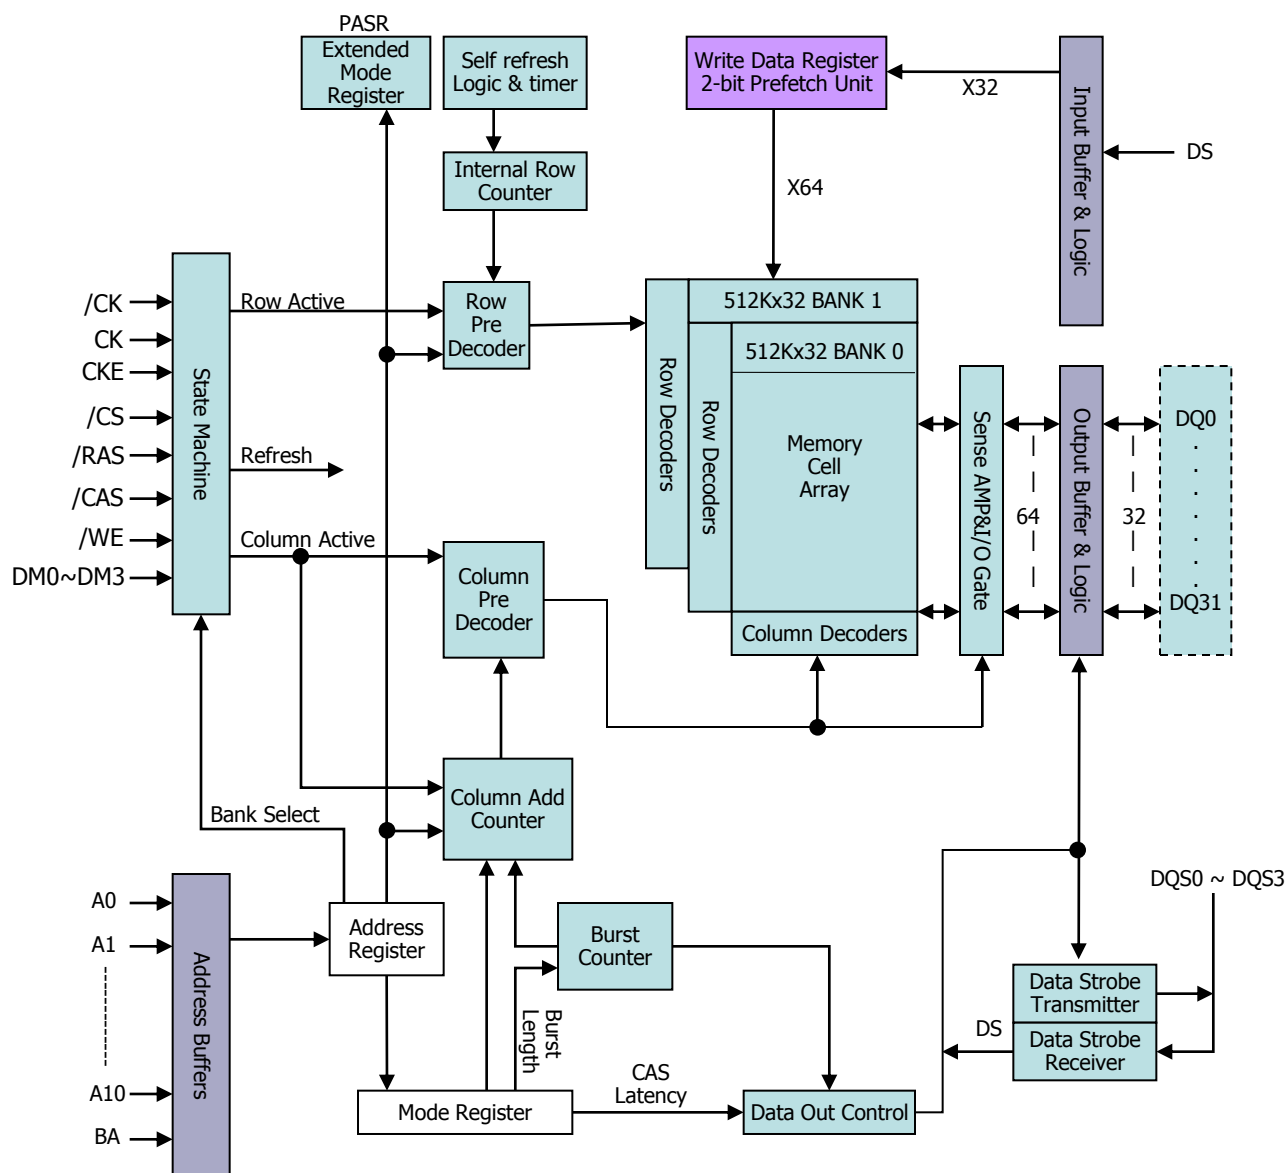 PASR
Extended
Mode
Register
Self refresh
Logic & timer
Write Data Register
2-bit Prefetch Unit
X32
Input Buffer & Logic
DS
Internal Row
Counter
X64
/CK
CK
CKE
/CS
/RAS
/CAS
/WE
DM0~DM3
State Machine
Row Active
Refresh
Column Active
Row
Pre
Decoder
Row Decoders
Row Decoders
512Kx32 BANK 1
512Kx32 BANK 0
Memory
Cell
Array
Column Decoders
Sense AMP&I/O Gate
64
Output Buffer & Logic
32
DQ0
.
.
.
.
.
.
.
DQ31
Column
Pre
Decoder
Column Add
Counter
Bank Select
A0
A1
A10
BA
Address Buffers
Address
Register
Burst
Counter
Burst
Length
Mode Register
CAS
Latency
Data Out Control
DQS0 ~ DQS3
Data Strobe
Transmitter
DS
Data Strobe
Receiver